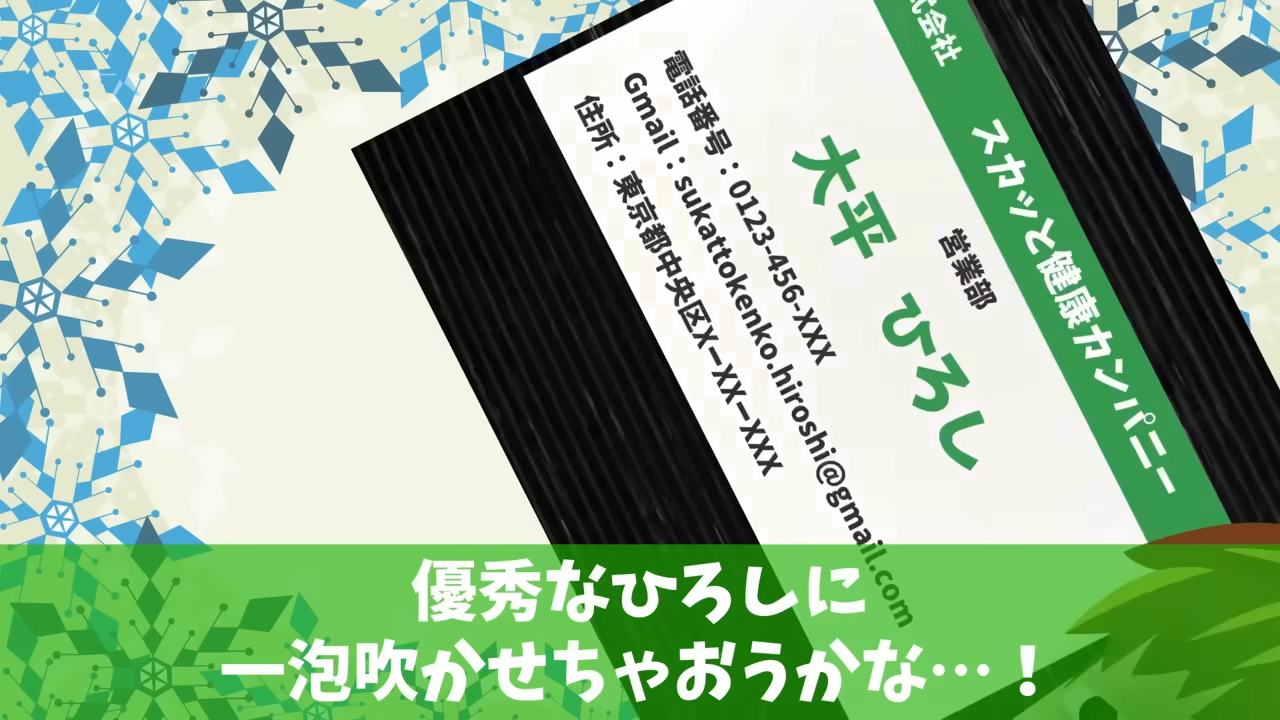 式会社 スカッと健康カンパニー
営業部
大平 ひろし
電話番号：0123-456-XXX
Gmail：sukattokenko.hiroshi@gmail.com
住所：東京都中央区X－XX－XXX
優秀なひろしに
一泡吹かせちゃおうかな…！